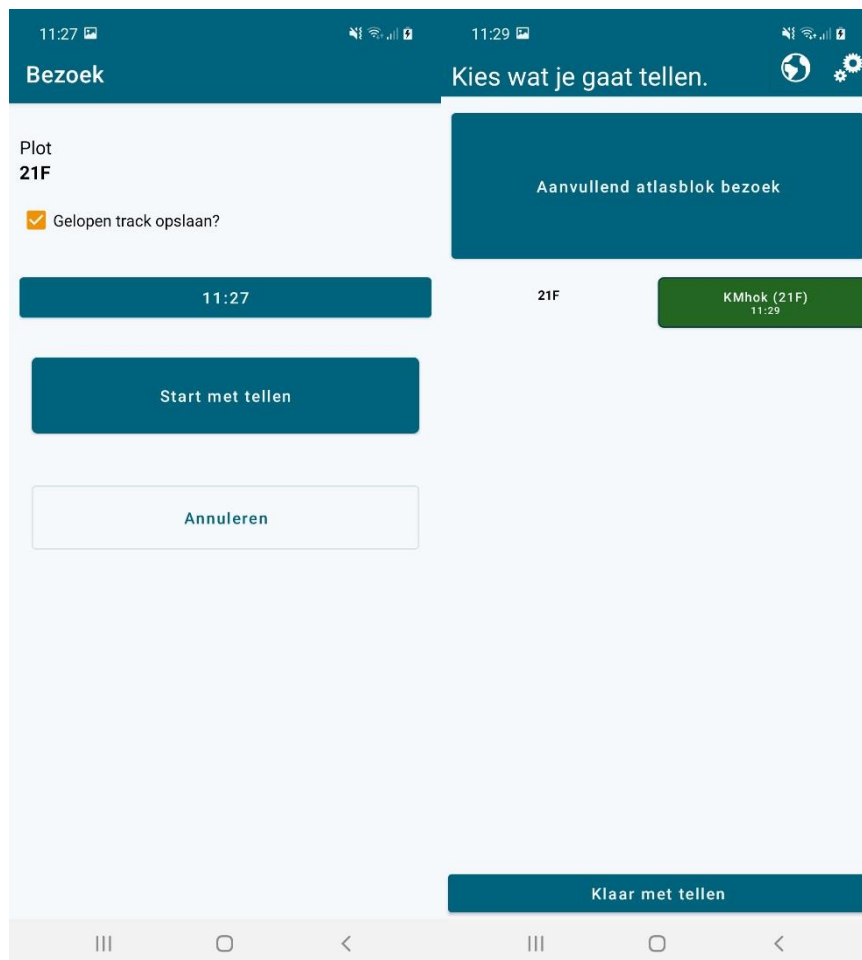 11:27
Bezoek
Plot
21F
Gelopen track opslaan?
11:27
Start met tellen
Annuleren
11:29
Kies wat je gaat tellen.
Aanvullend atlasblok bezoek
21F
KMhok (21F)
11:29
Klaar met tellen